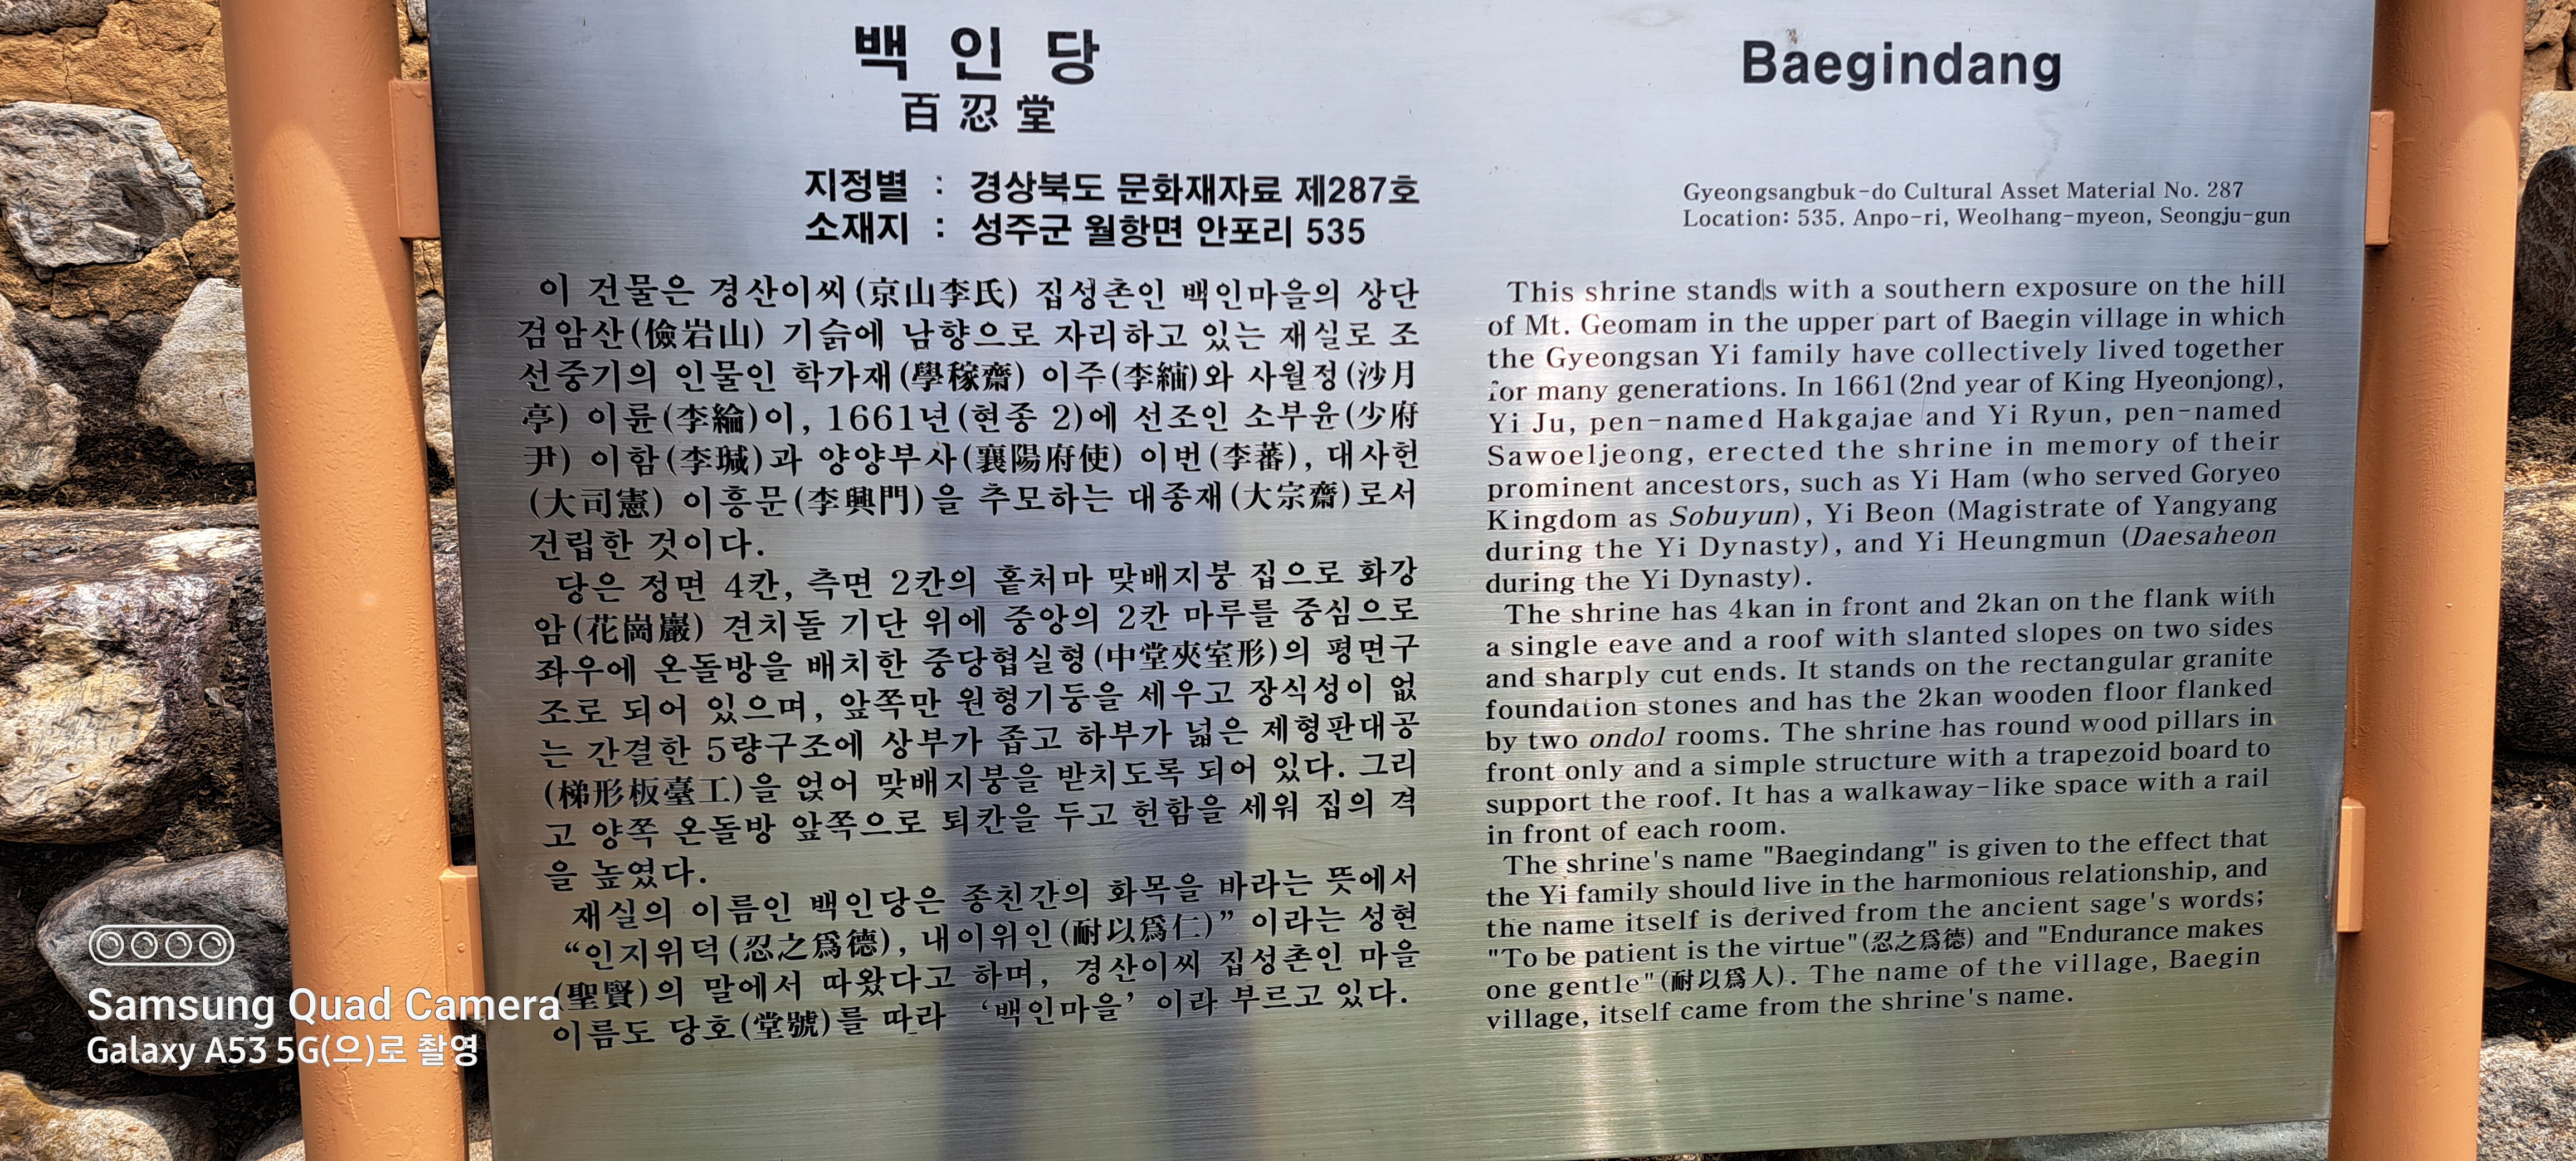 백 인 당
百 忍 堂
지정별 : 경상북도 문화재자료 제287호
소재지 : 성주군 월항면 안포리 535
이 건물은 경산이씨(京山李氏) 집성촌인 백인마을의 상단
검암산(儉岩山) 기슭에 남향으로 자리하고 있는 재실로 조
선중기의 인물인 학가재(學稼齋) 이주(李紬)와 사월정(沙月
亭) 이륜(李綸)이, 1661년(현종 2)에 선조인 소부윤(少府
尹) 이함(李瑊)과 양양부사(襄陽府使) 이번(李蕃), 대사헌
(大司憲) 이흥문(李興門)을 추모하는 대종재(大宗齋)로서
건립한 것이다.
당은 정면 4칸, 측면 2칸의 홑처마 맞배지붕 집으로 화강
암(花崗巖) 견치돌 기단 위에 중앙의 2칸 마루를 중심으로
좌우에 온돌방을 배치한 중당협실형(中堂夾室形)의 평면구
조로 되어 있으며, 앞쪽만 원형기둥을 세우고 장식성이 없
는 간결한 5량구조에 상부가 좁고 하부가 넓은 제형판대공
(梯形板臺工)을 얹어 맞배지붕을 받치도록 되어 있다. 그리
고 양쪽 온돌방 앞쪽으로 퇴칸을 두고 헌함을 세워 집의 격
을 높였다.
재실의 이름인 백인당은 종친간의 화목을 바라는 뜻에서
“인지위덕(忍之爲德), 내이위인(耐以爲仁)” 이라는 성현
(聖賢)의 말에서 따왔다고 하며, 경산이씨 집성촌인 마을
이름도 당호(堂號)를 따라 ‘백인마을’ 이라 부르고 있다.
Baegindang
Gyeongsangbuk-do Cultural Asset Material No. 287
Location: 535, Anpo-ri, Weolhang-myeon, Seongju-gun
This shrine stands with a southern exposure on the hill
of Mt. Geomam in the upper part of Baegin village in which
the Gyeongsan Yi family have collectively lived together
for many generations. In 1661(2nd year of King Hyeonjong),
Yi Ju, pen-named Hakgajae and Yi Ryun, pen-named
Sawoeljeong, erected the shrine in memory of their
prominent ancestors, such as Yi Ham (who served Goryeo
Kingdom as Sobuyun), Yi Beon (Magistrate of Yangyang
during the Yi Dynasty), and Yi Heungmun (Daesaheon
during the Yi Dynasty).
The shrine has 4kan in front and 2kan on the flank with
a single eave and a roof with slanted slopes on two sides
and sharply cut ends. It stands on the rectangular granite
foundation stones and has the 2kan wooden floor flanked
by two ondol rooms. The shrine has round wood pillars in
front only and a simple structure with a trapezoid board to
support the roof. It has a walkaway-like space with a rail
in front of each room.
The shrine's name "Baegindang" is given to the effect that
the Yi family should live in the harmonious relationship, and
the name itself is derived from the ancient sage's words;
"To be patient is the virtue"(忍之爲德) and "Endurance makes
one gentle"(耐以爲人). The name of the village, Baegin
village, itself came from the shrine's name.
Samsung Quad Camera
Galaxy A53 5G(으)로 촬영